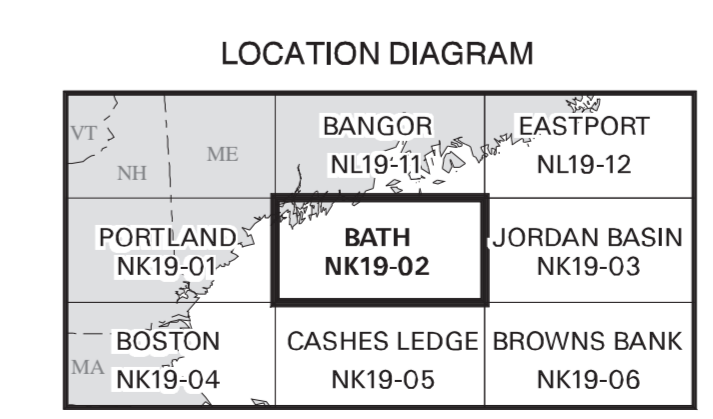 LOCATION DIAGRAM
VT
NH
ME
BANGOR
NL19-11
EASTPORT
NL19-12
PORTLAND
NK19-01
BATH
NK19-02
JORDAN BASIN
NK19-03
MA
BOSTON
NK19-04
CASHES LEDGE
NK19-05
BROWNS BANK
NK19-06